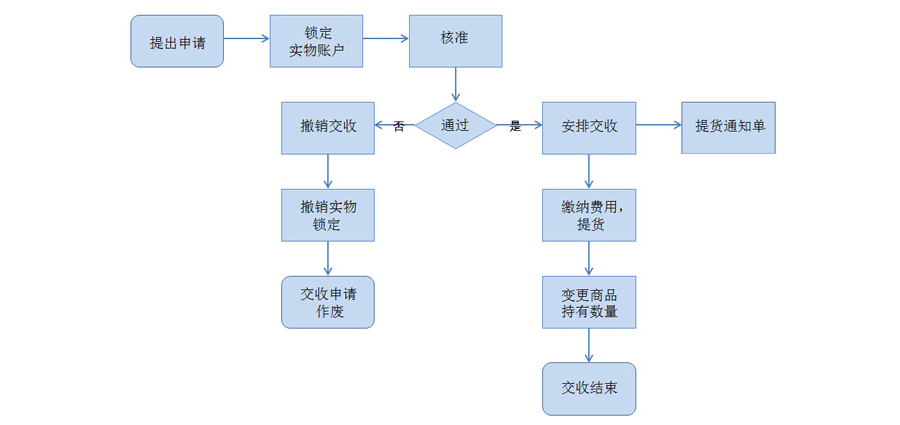 提出申请
锁定
实物账户
核准
撤销交收
否
通过
是
安排交收
提货通知单
撤销实物
锁定
缴纳费用，
提货
交收申请
作废
变更商品
持有数量
交收结束